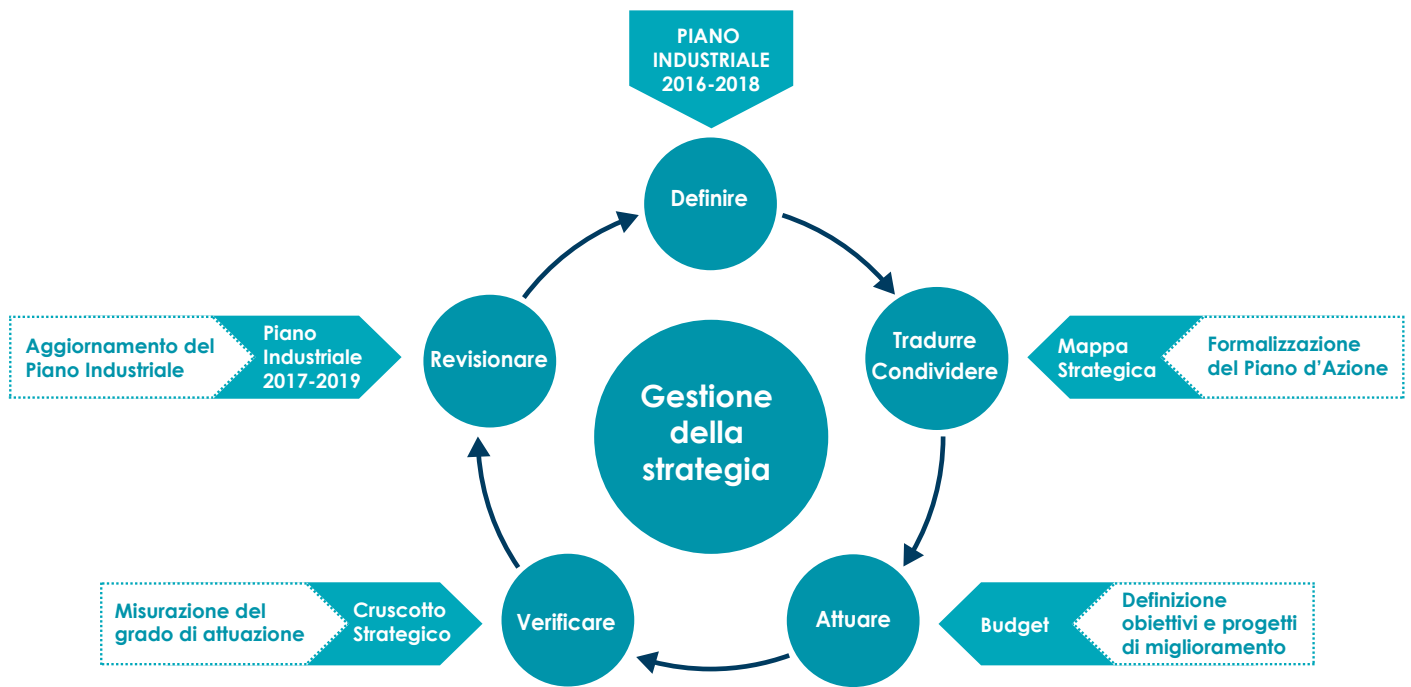 PIANO
INDUSTRIALE
2016-2018
Definire
Tradurre
Condividere
Mappa
Strategica
Formalizzazione
del Piano d’Azione
Attuare
Budget
Definizione
obiettivi e progetti
di miglioramento
Verificare
Cruscotto
Strategico
Misurazione del
grado di attuazione
Revisionare
Piano
Industriale
2017-2019
Aggiornamento del
Piano Industriale
Gestione
della
strategia